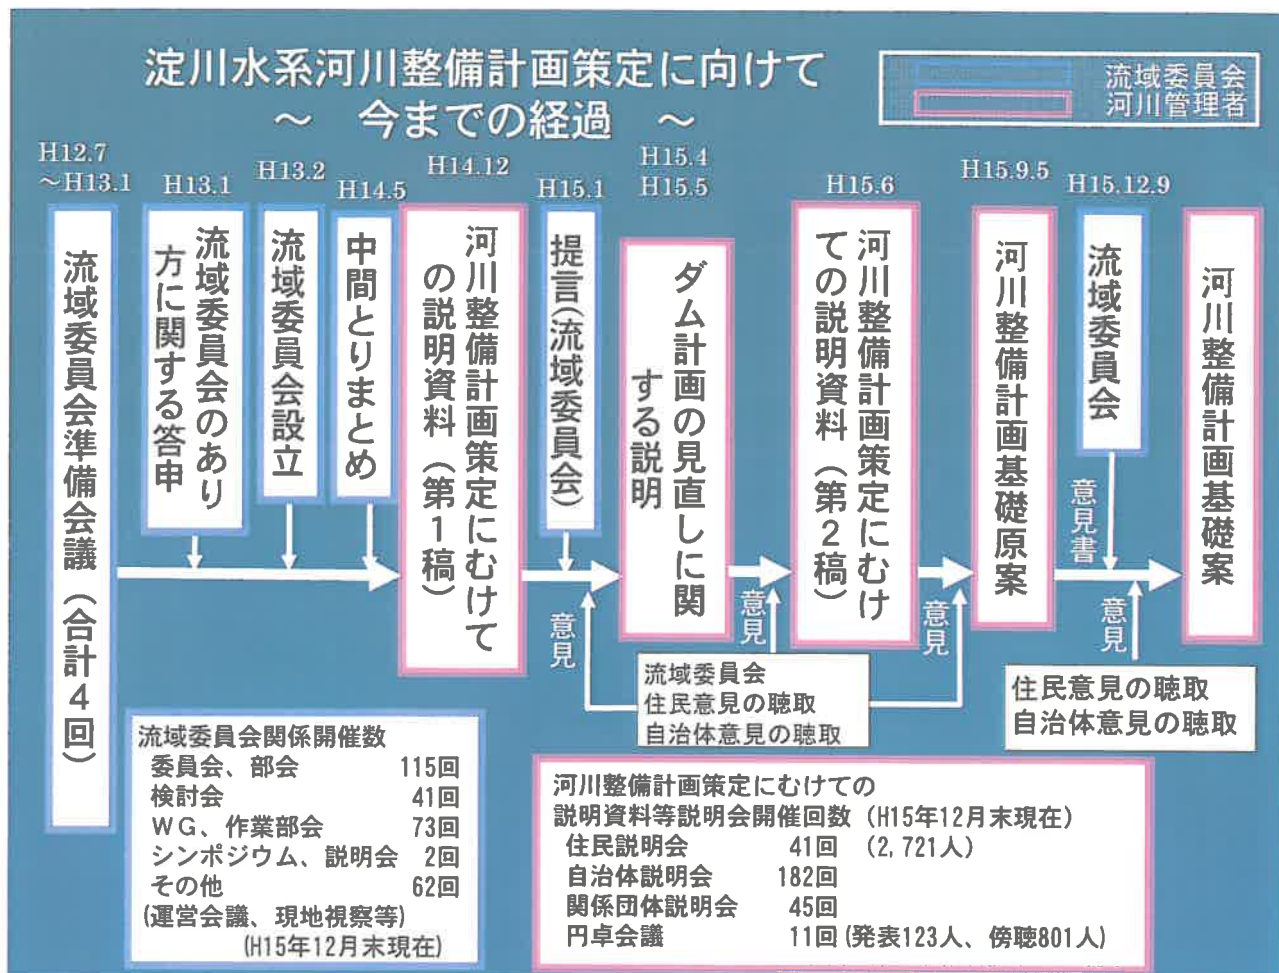 淀川水系河川整備計画策定に向けて
～　今までの経過　～
流域委員会
河川管理者
H12.7
～H13.1
流域委員会準備会議（合計４回）
H13.1
流域委員会のあり
方に関する答申
H13.2
流域委員会設立
H14.5
中間とりまとめ
H14.12
河川整備計画策定にむけて
の説明資料（第１稿）
H15.1
提言(流域委員会)
H15.4
H15.5
ダム計画の見直しに関
する説明
H15.6
河川整備計画策定にむけ
ての説明資料（第２稿）
H15.9.5
河川整備計画基礎原案
H15.12.9
流域委員会
河川整備計画基礎案
意見
意見
意見
意見書
意見
流域委員会
住民意見の聴取
自治体意見の聴取
住民意見の聴取
自治体意見の聴取
流域委員会関係開催数
委員会、部会　115回
検討会　41回
ＷＧ、作業部会　73回
シンポジウム、説明会　2回
その他　62回
(運営会議、現地視察等)
(H15年12月末現在)
河川整備計画策定にむけての
説明資料等説明会開催回数（H15年12月末現在）
住民説明会　41回　（2,721人）
自治体説明会　182回
関係団体説明会　45回
円卓会議　11回(発表123人、傍聴801人)